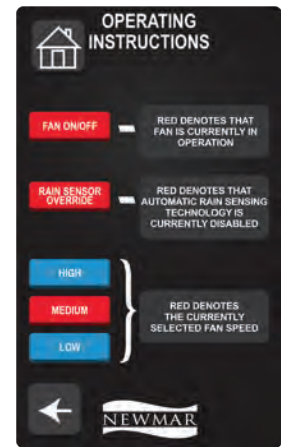 OPERATING
INSTRUCTIONS
FAN ON/OFF
RED DENOTES THAT
FAN IS CURRENTLY IN
OPERATION
RAIN SENSOR
OVERRIDE
RED DENOTES THAT
AUTOMATIC RAIN SENSING
TECHNOLOGY IS
CURRENTLY DISABLED
HIGH
MEDIUM
LOW
RED DENOTES
THE CURRENTLY
SELECTED FAN SPEED
NEWMAR